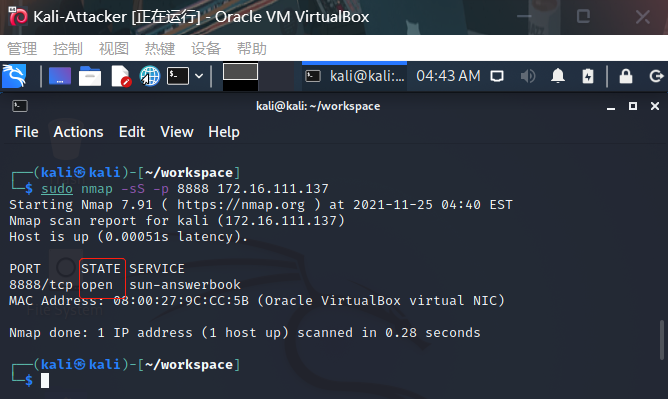 Kali-Attacker [正在运行] - Oracle VM VirtualBox
管理 控制 视图 热键 设备 帮助
kali@kali:... 04:43 AM
kali@kali: ~/workspace
File Actions Edit View Help
┌──(kali㉿kali)-[~/workspace]
└─$ sudo nmap -sS -p 8888 172.16.111.137
Starting Nmap 7.91 ( https://nmap.org ) at 2021-11-25 04:40 EST
Nmap scan report for kali (172.16.111.137)
Host is up (0.00051s latency).
PORT STATE SERVICE
8888/tcp open sun-answerbook
MAC Address: 08:00:27:9C:CC:5B (Oracle VirtualBox virtual NIC)
Nmap done: 1 IP address (1 host up) scanned in 0.28 seconds
┌──(kali㉿kali)-[~/workspace]
└─$